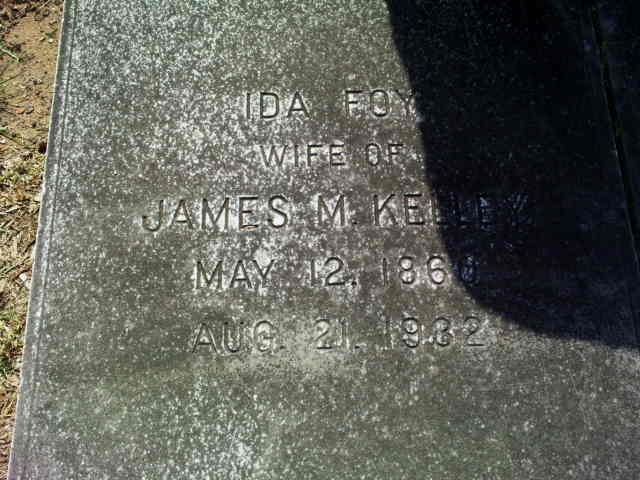 IDA FOY
WIFE OF
JAMES M. KELLEY
MAY 12, 1860
AUG. 21, 1932